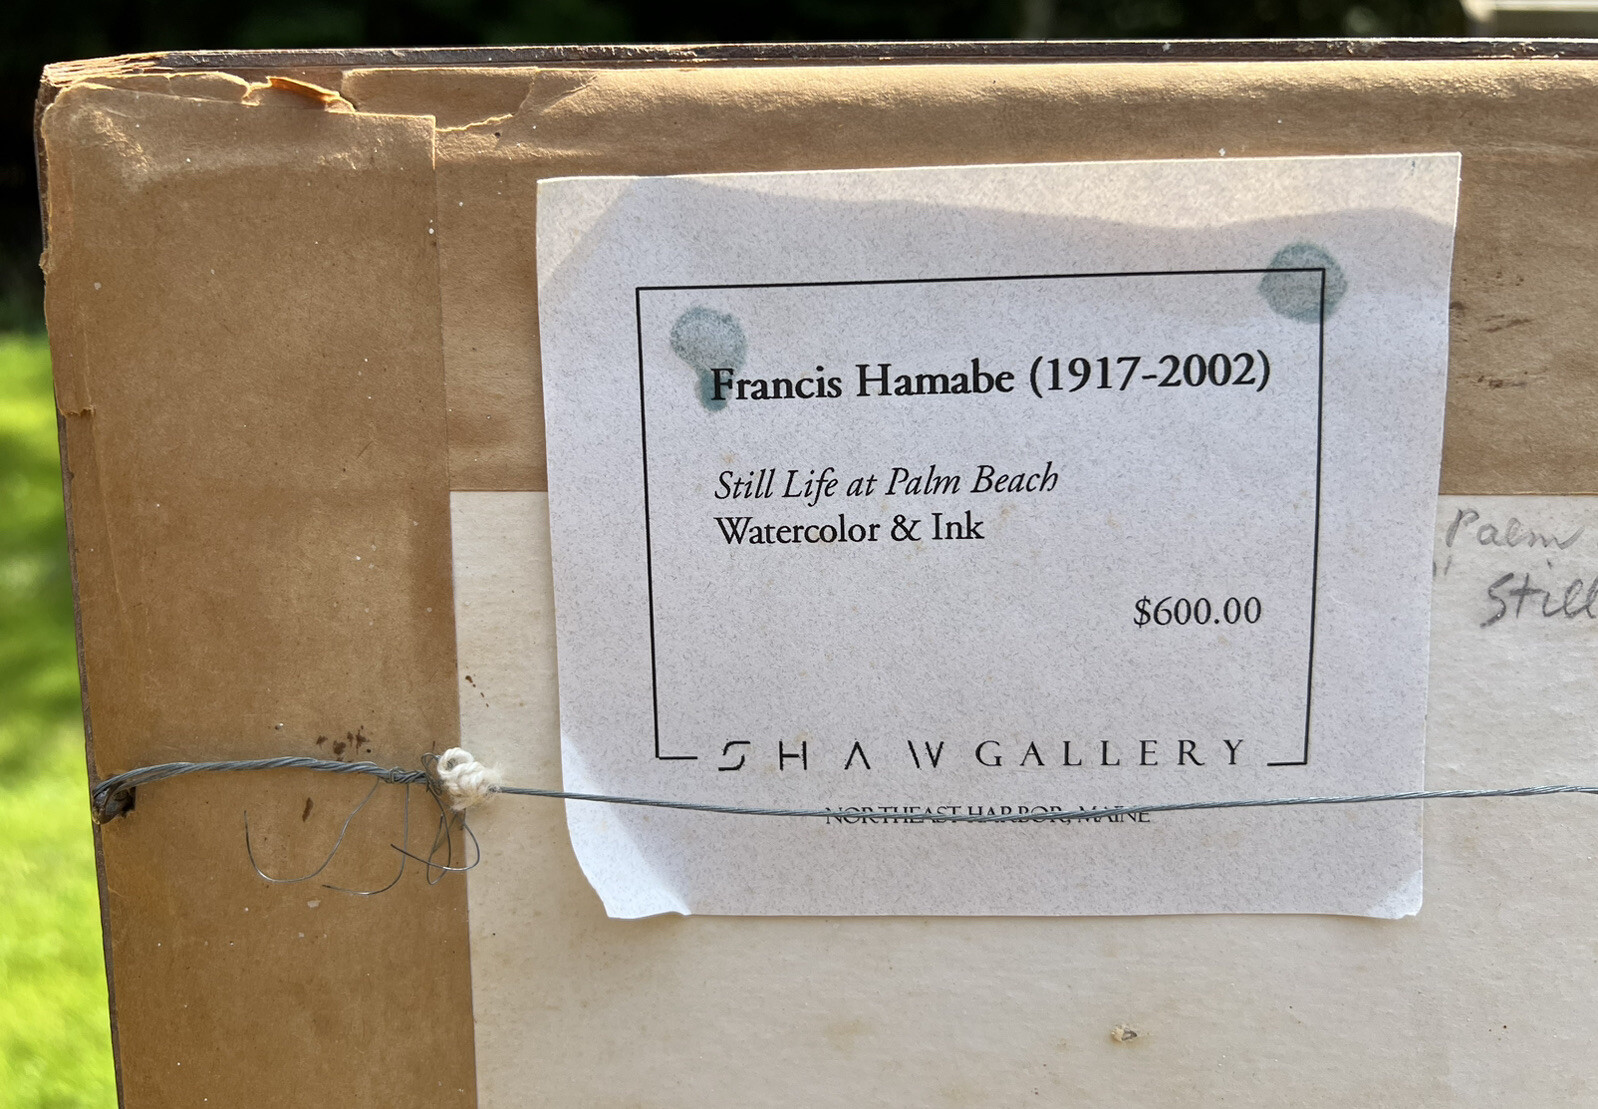 Francis Hamabe (1917-2002)
Still Life at Palm Beach
Watercolor & Ink
$600.00
SHAW GALLERY
NORTHEAST HARBOR, MAINE
Palm
Still